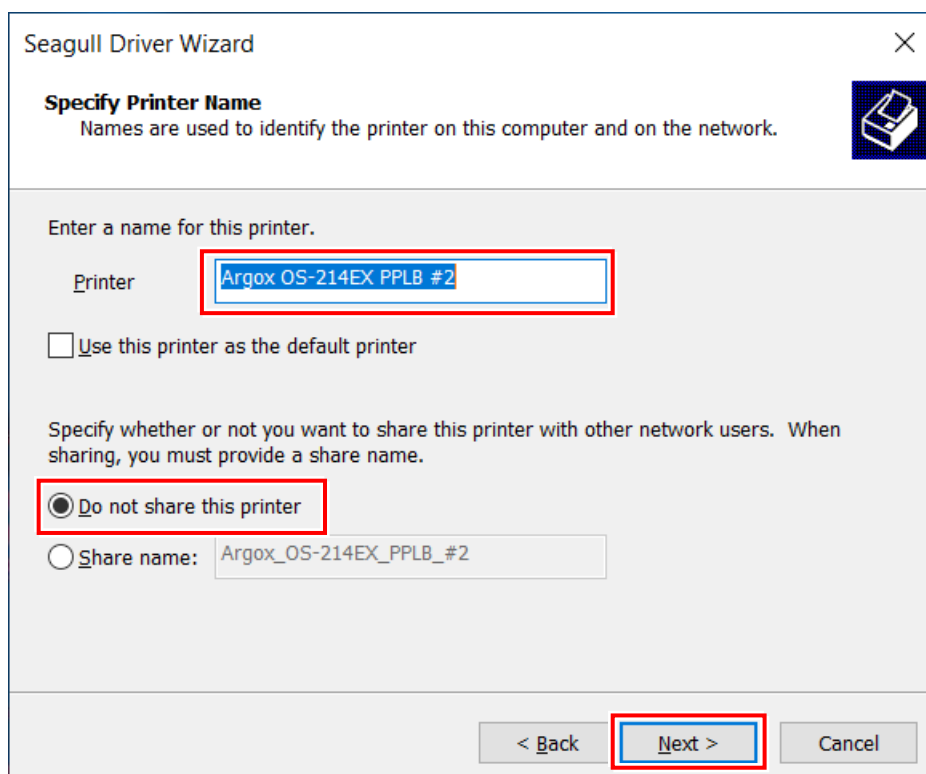 Seagull Driver Wizard
Specify Printer Name
Names are used to identify the printer on this computer and on the network.
Enter a name for this printer.
Printer
Argox OS-214EX PPLB #2
Use this printer as the default printer
Specify whether or not you want to share this printer with other network users.  When
sharing, you must provide a share name.
Do not share this printer
Share name:
Argox_OS-214EX_PPLB_#2
< Back
Next >
Cancel